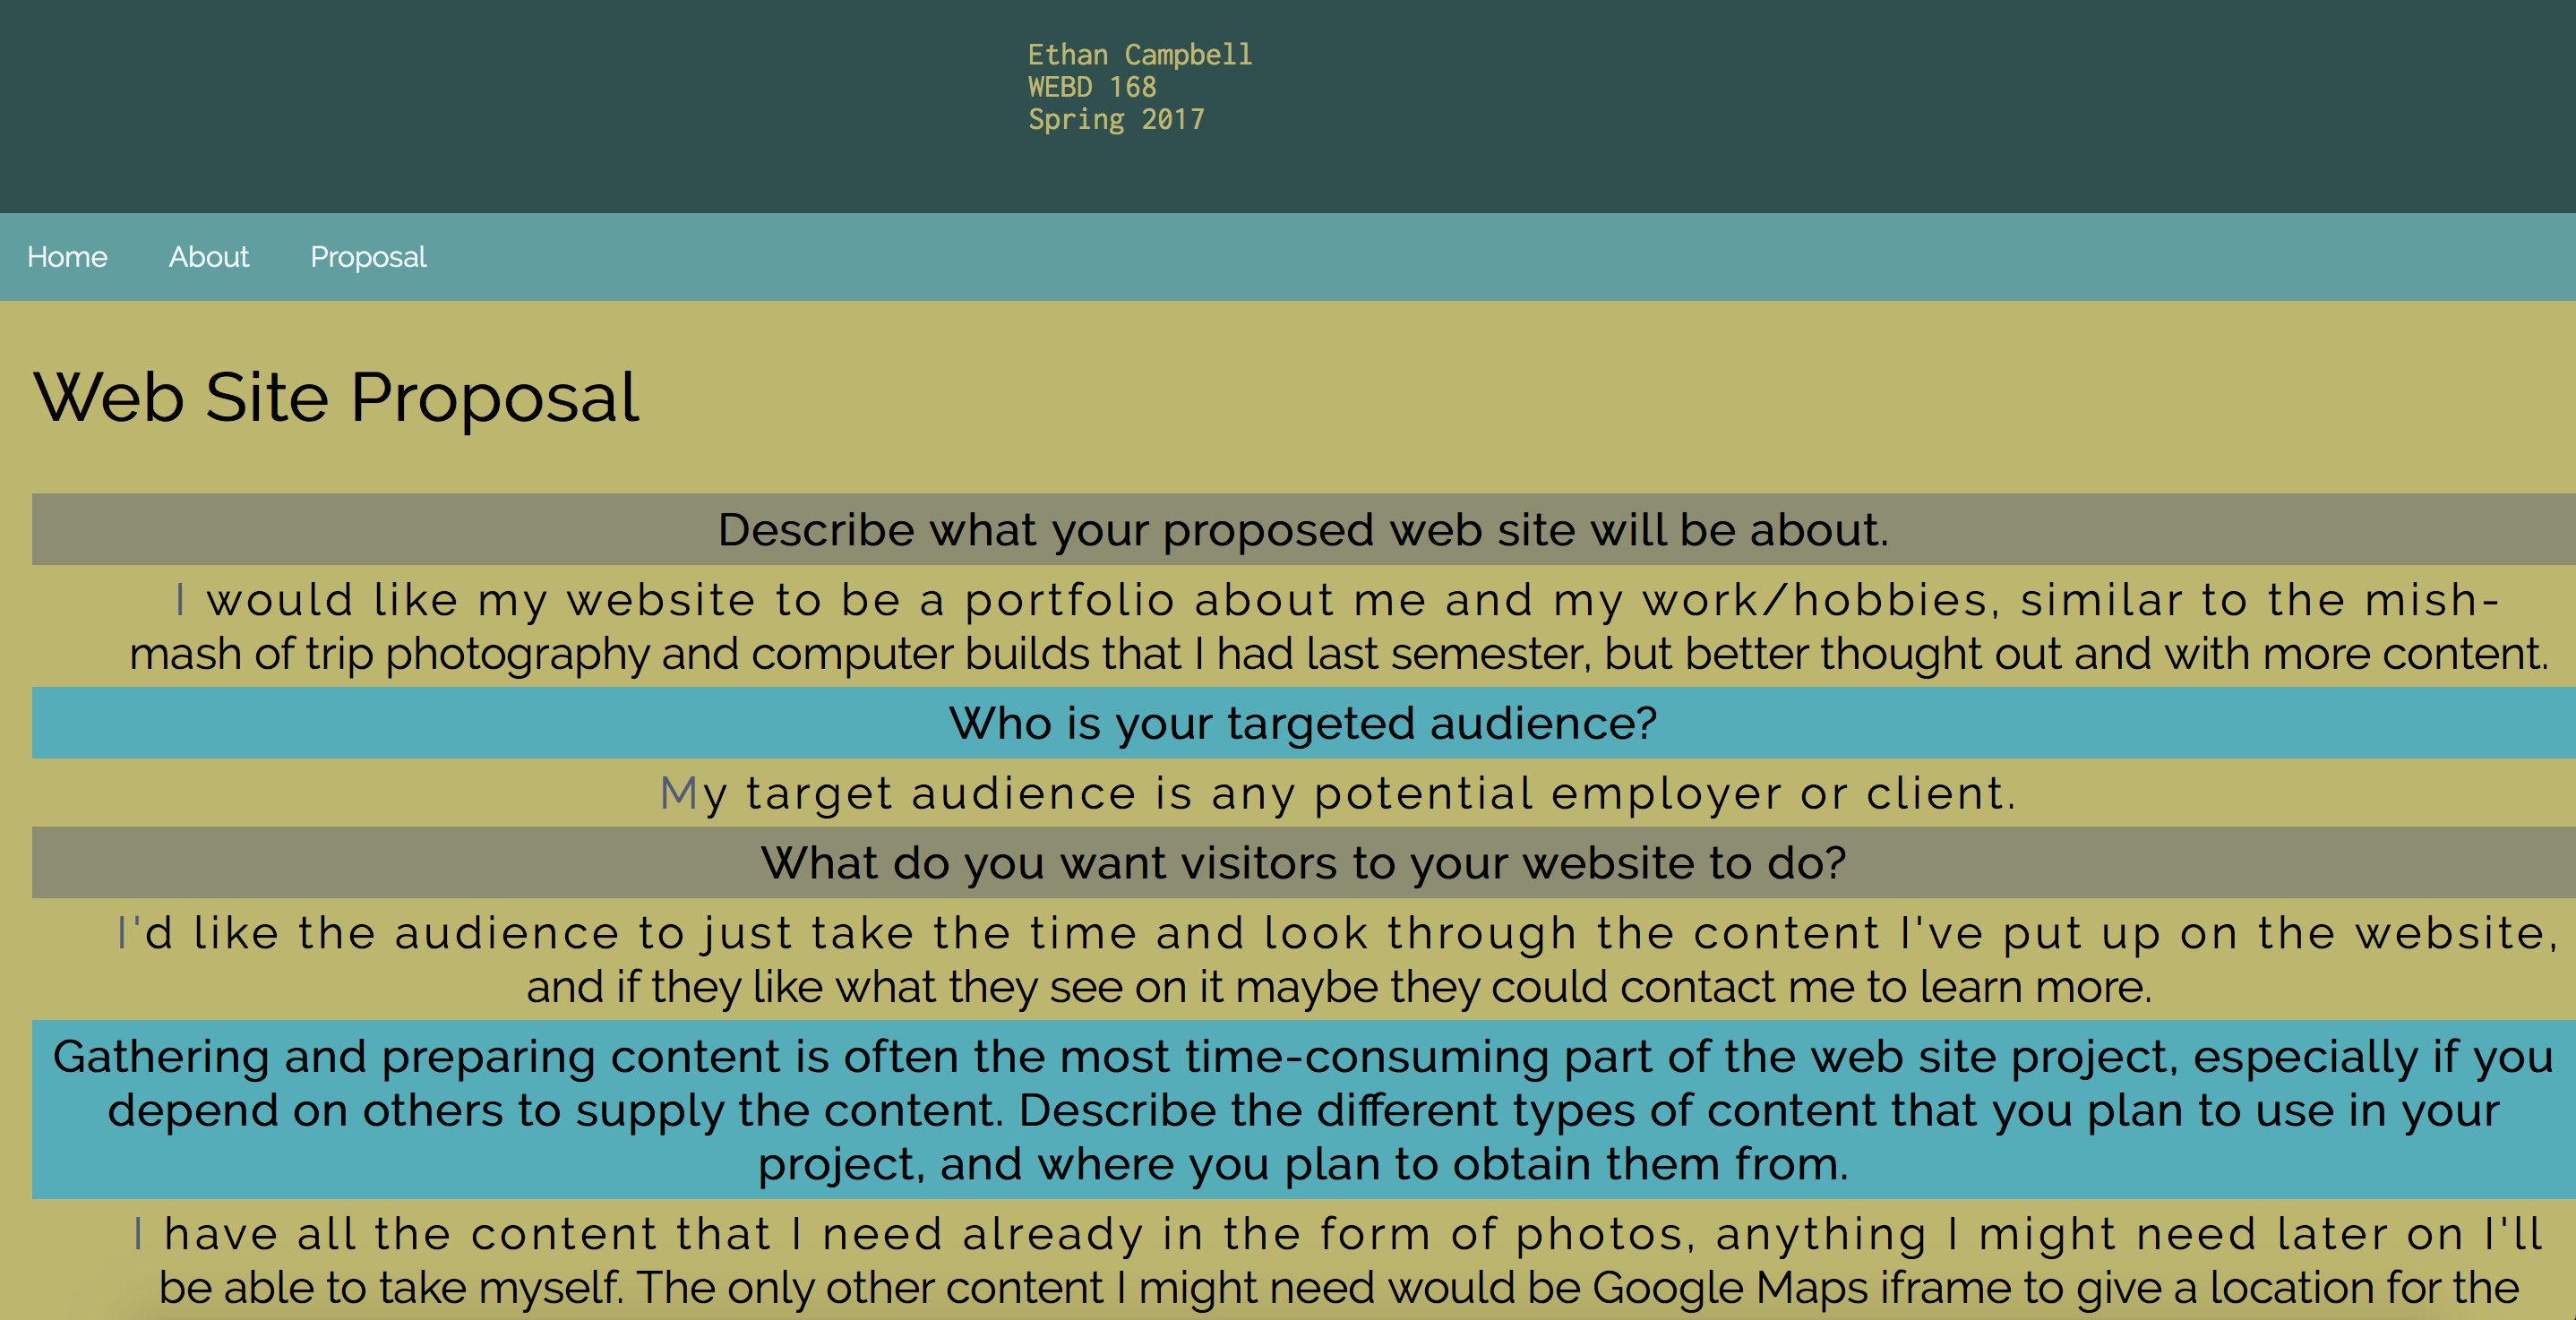 Ethan Campbell
WEBD 168
Spring 2017
Home About Proposal
Web Site Proposal
Describe what your proposed web site will be about.
I would like my website to be a portfolio about me and my work/hobbies, similar to the mish-
mash of trip photography and computer builds that I had last semester, but better thought out and with more content.
Who is your targeted audience?
My target audience is any potential employer or client.
What do you want visitors to your website to do?
I'd like the audience to just take the time and look through the content I've put up on the website,
and if they like what they see on it maybe they could contact me to learn more.
Gathering and preparing content is often the most time-consuming part of the web site project, especially if you
depend on others to supply the content. Describe the different types of content that you plan to use in your
project, and where you plan to obtain them from.
I have all the content that I need already in the form of photos, anything I might need later on I'll
be able to take myself. The only other content I might need would be Google Maps iframe to give a location for the